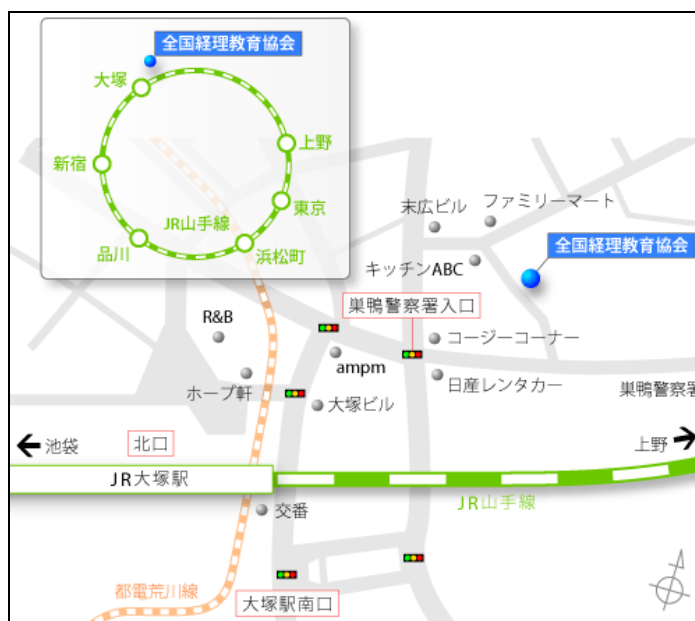 全国経理教育協会
大塚
上野
新宿
東京
JR山手線
品川
浜松町
末広ビル
ファミリーマート
全国経理教育協会
キッチンABC
巣鴨警察署入口
R&B
コージーコーナー
ampm
ホープ軒
日産レンタカー
大塚ビル
巣鴨警察署
池袋
北口
上野
JR大塚駅
JR山手線
交番
都電荒川線
大塚駅南口